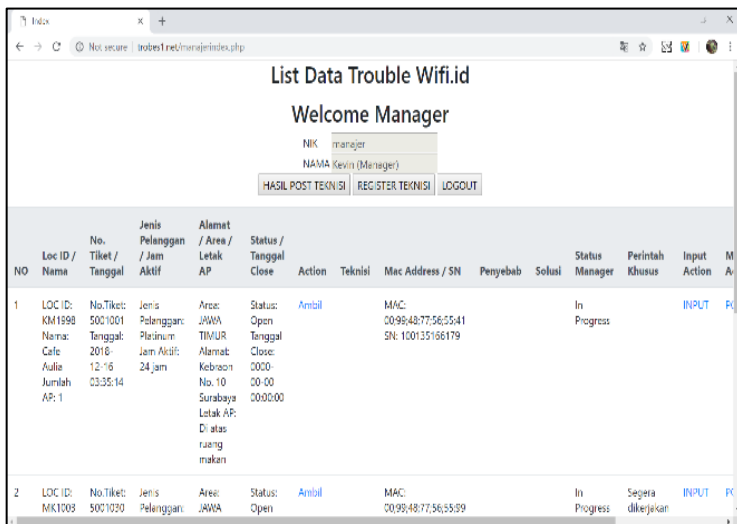 Index
Not secure | trobes1.net/manajerindex.php
List Data Trouble Wifi.id
Welcome Manager
NIK manajer
NAMA Kevin (Manager)
HASIL POST TEKNISI REGISTER TEKNISI LOGOUT
NO
Loc ID /
Nama
No.
Tiket /
Tanggal
Jenis
Pelanggan
/ Jam
Aktif
Alamat
/ Area /
Letak
AP
Status /
Tanggal
Close
Action
Teknisi
Mac Address / SN
Penyebab
Solusi
Status
Manager
Perintah
Khusus
Input
Action
1
LOC ID:
KM1998
Nama:
Cafe
Aulia
Jumlah
AP: 1
No.Tiket:
5001001
Tanggal:
2018-
12-16
03:35:14
Jenis
Pelanggan:
Platinum
Jam Aktif:
24 jam
Area:
JAWA
TIMUR
Alamat:
Kebraon
No. 10
Surabaya
Letak AP:
Di atas
ruang
makan
Status:
Open
Tanggal
Close:
0000-
00-00
00:00:00
Ambil
MAC:
00;99;48;77;56;55;41
SN: 100135166179
In
Progress
INPUT
2
LOC ID:
MK1003
No.Tiket:
5001030
Jenis
Pelanggan:
Area:
JAWA
Status:
Open
Ambil
MAC:
00;99;48;77;56;55;99
In
Progress
Segera
dikerjakan
INPUT